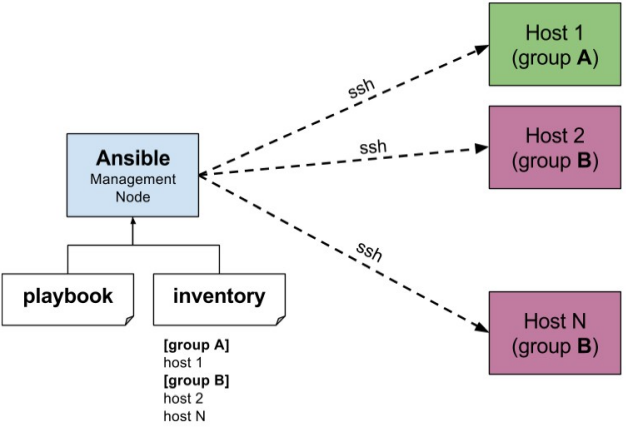 Host 1
(group A)
ssh
Host 2
(group B)
ssh
Ansible
Management
Node
ssh
playbook
inventory
Host N
(group B)
[group A]
host 1
[group B]
host 2
host N